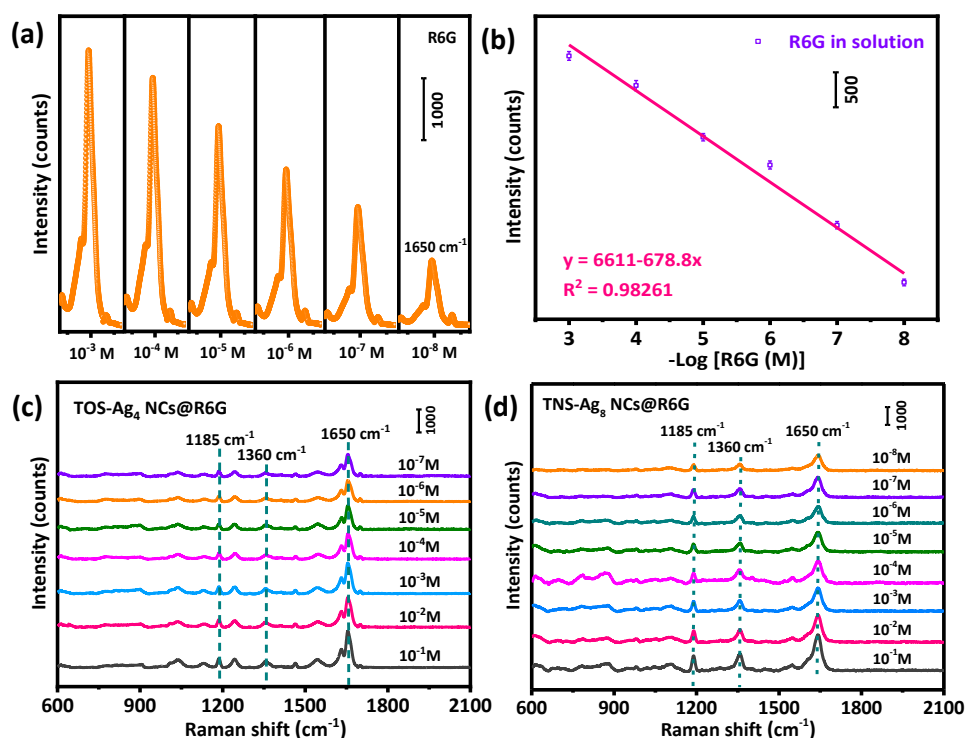 (a)
R6G
1000
1650 cm⁻¹
Intensity (counts)
10⁻³ M
10⁻⁴ M
10⁻⁵ M
10⁻⁶ M
10⁻⁷ M
10⁻⁸ M
(b)
R6G in solution
500
Intensity (counts)
y = 6611-678.8x
R² = 0.98261
3 4 5 6 7 8
-Log [R6G (M)]
(c)
TOS-Ag₄ NCs@R6G
1000
1185 cm⁻¹
1360 cm⁻¹
1650 cm⁻¹
Intensity (counts)
10⁻⁷M
10⁻⁶M
10⁻⁵M
10⁻⁴M
10⁻³M
10⁻²M
10⁻¹M
600 900 1200 1500 1800 2100
Raman shift (cm⁻¹)
(d)
TNS-Ag₈ NCs@R6G
1000
1185 cm⁻¹
1360 cm⁻¹
1650 cm⁻¹
Intensity (counts)
10⁻⁸M
10⁻⁷M
10⁻⁶M
10⁻⁵M
10⁻⁴M
10⁻³M
10⁻²M
10⁻¹M
600 900 1200 1500 1800 2100
Raman shift (cm⁻¹)